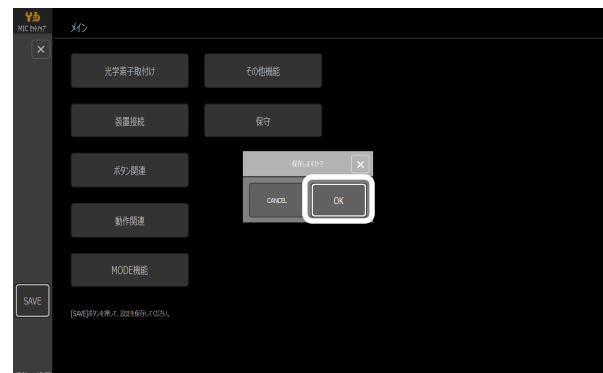 MIC ｾｯﾄｱｯﾌﾟ
メイン
光学素子取付け
その他機能
装置接続
保守
ボタン関連
保存しますか?
CANCEL
OK
動作関連
MODE機能
SAVE
[SAVE]ボタンを押して、設定を保存してください。